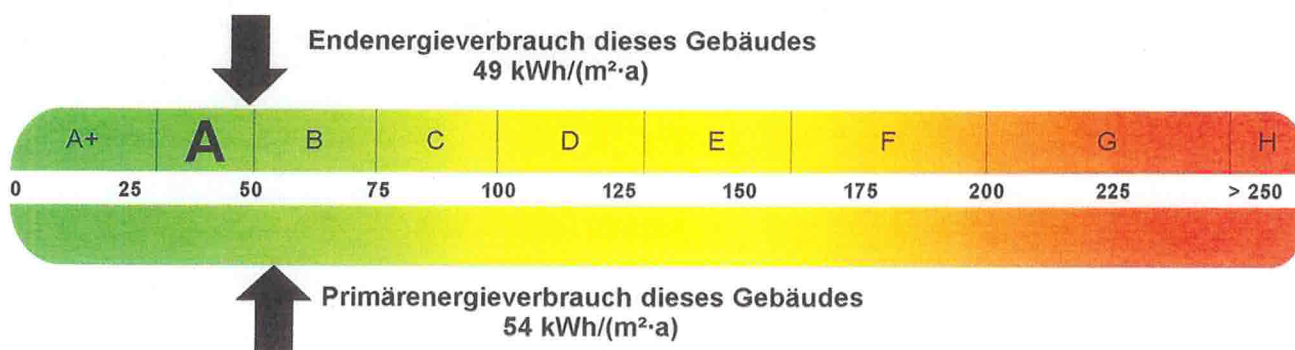 Endenergieverbrauch dieses Gebäudes
49 kWh/(m²·a)
A+ A B C D E F G H
0 25 50 75 100 125 150 175 200 225 > 250
Primärenergieverbrauch dieses Gebäudes
54 kWh/(m²·a)